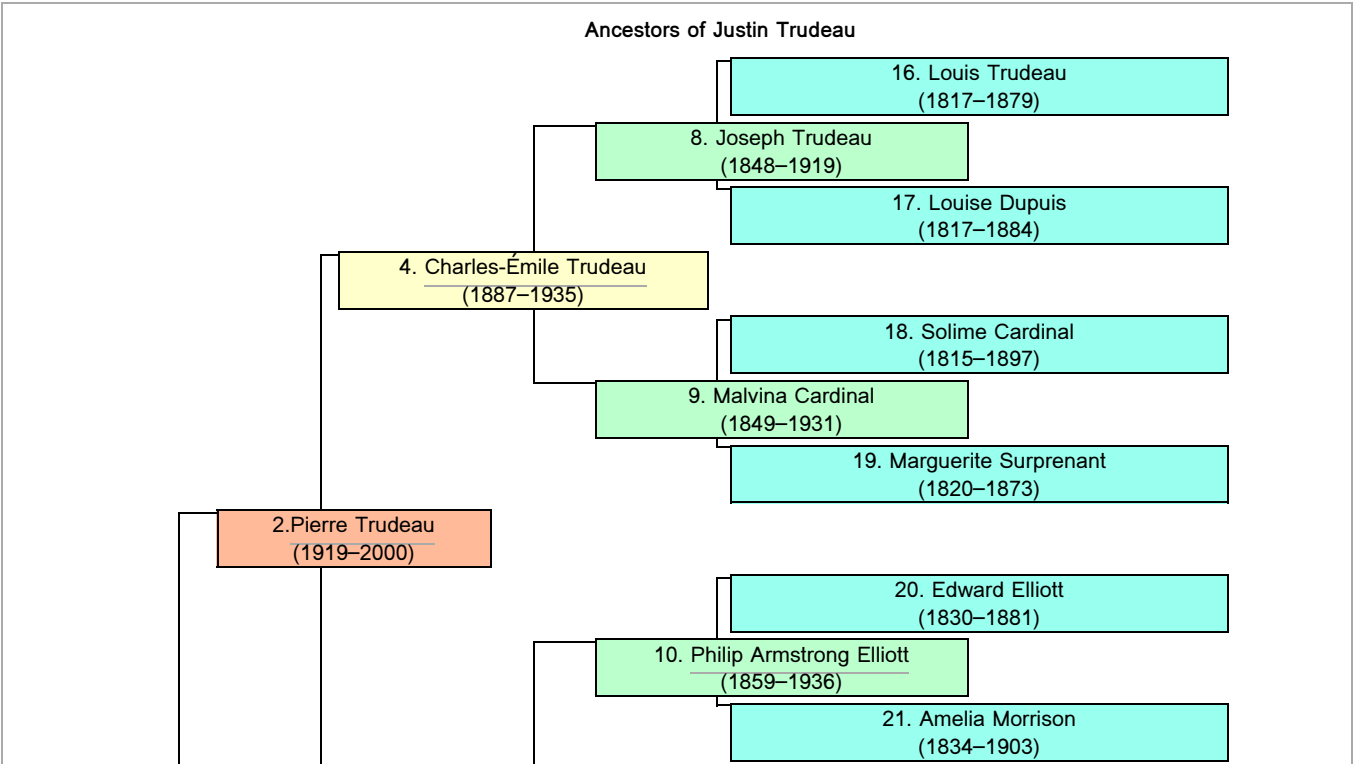 Ancestors of Justin Trudeau
16. Louis Trudeau
(1817–1879)
8. Joseph Trudeau
(1848–1919)
17. Louise Dupuis
(1817–1884)
4. Charles-Émile Trudeau
(1887–1935)
18. Solime Cardinal
(1815–1897)
9. Malvina Cardinal
(1849–1931)
19. Marguerite Surprenant
(1820–1873)
2.Pierre Trudeau
(1919–2000)
20. Edward Elliott
(1830–1881)
10. Philip Armstrong Elliott
(1859–1936)
21. Amelia Morrison
(1834–1903)